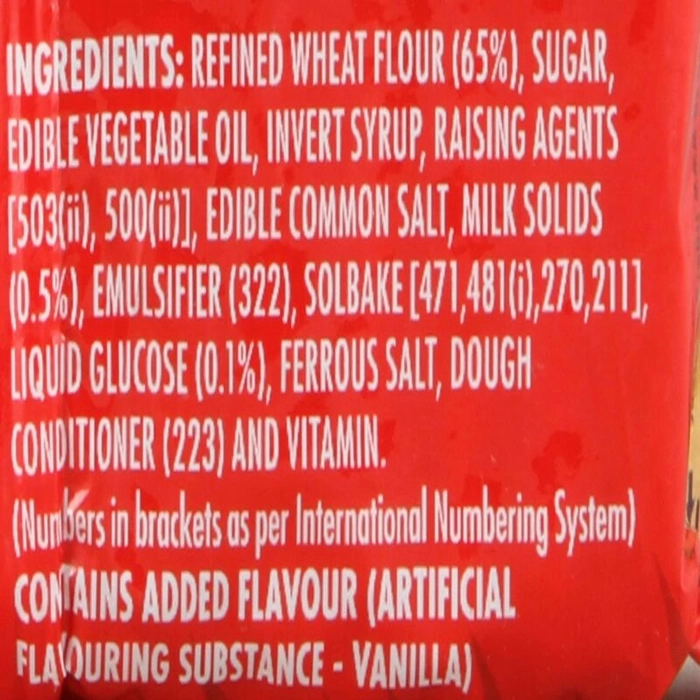 INGREDIENTS: REFINED WHEAT FLOUR (65%), SUGAR,
EDIBLE VEGETABLE OIL, INVERT SYRUP, RAISING AGENTS
[503(ii), 500(ii)], EDIBLE COMMON SALT, MILK SOLIDS
(0.5%), EMULSIFIER (322), SOLBAKE [471,481(i),270,211],
LIQUID GLUCOSE (0.1%), FERROUS SALT, DOUGH
CONDITIONER (223) AND VITAMIN.
(Numbers in brackets as per International Numbering System)
CONTAINS ADDED FLAVOUR (ARTIFICIAL
FLAVOURING SUBSTANCE - VANILLA)